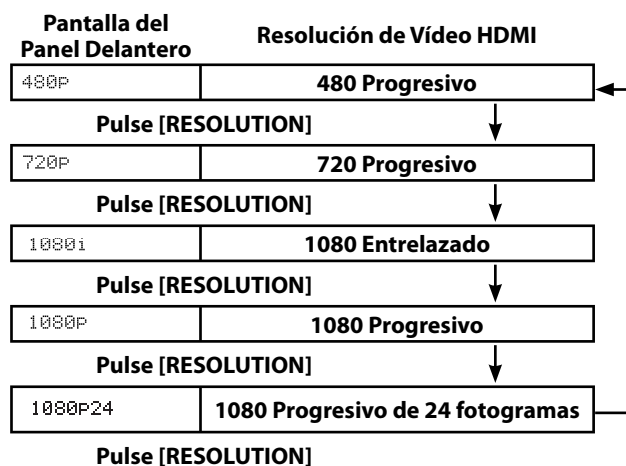 Pantalla del
Panel Delantero
Resolución de Vídeo HDMI
480p
480 Progresivo
Pulse [RESOLUTION]
720p
720 Progresivo
Pulse [RESOLUTION]
1080i
1080 Entrelazado
Pulse [RESOLUTION]
1080p
1080 Progresivo
Pulse [RESOLUTION]
1080p24
1080 Progresivo de 24 fotogramas
Pulse [RESOLUTION]